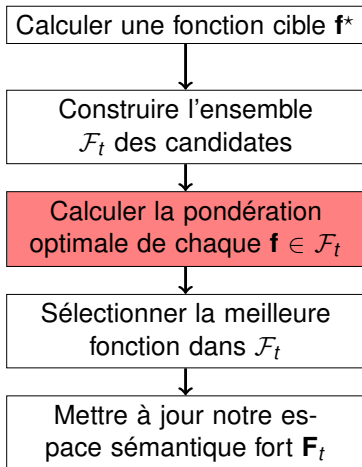 Calculer une fonction cible f⋆
Construire l'ensemble
ℱt des candidates
Calculer la pondération
optimale de chaque f ∈ ℱt
Sélectionner la meilleure
fonction dans ℱt
Mettre à jour notre es-
pace sémantique fort Ft